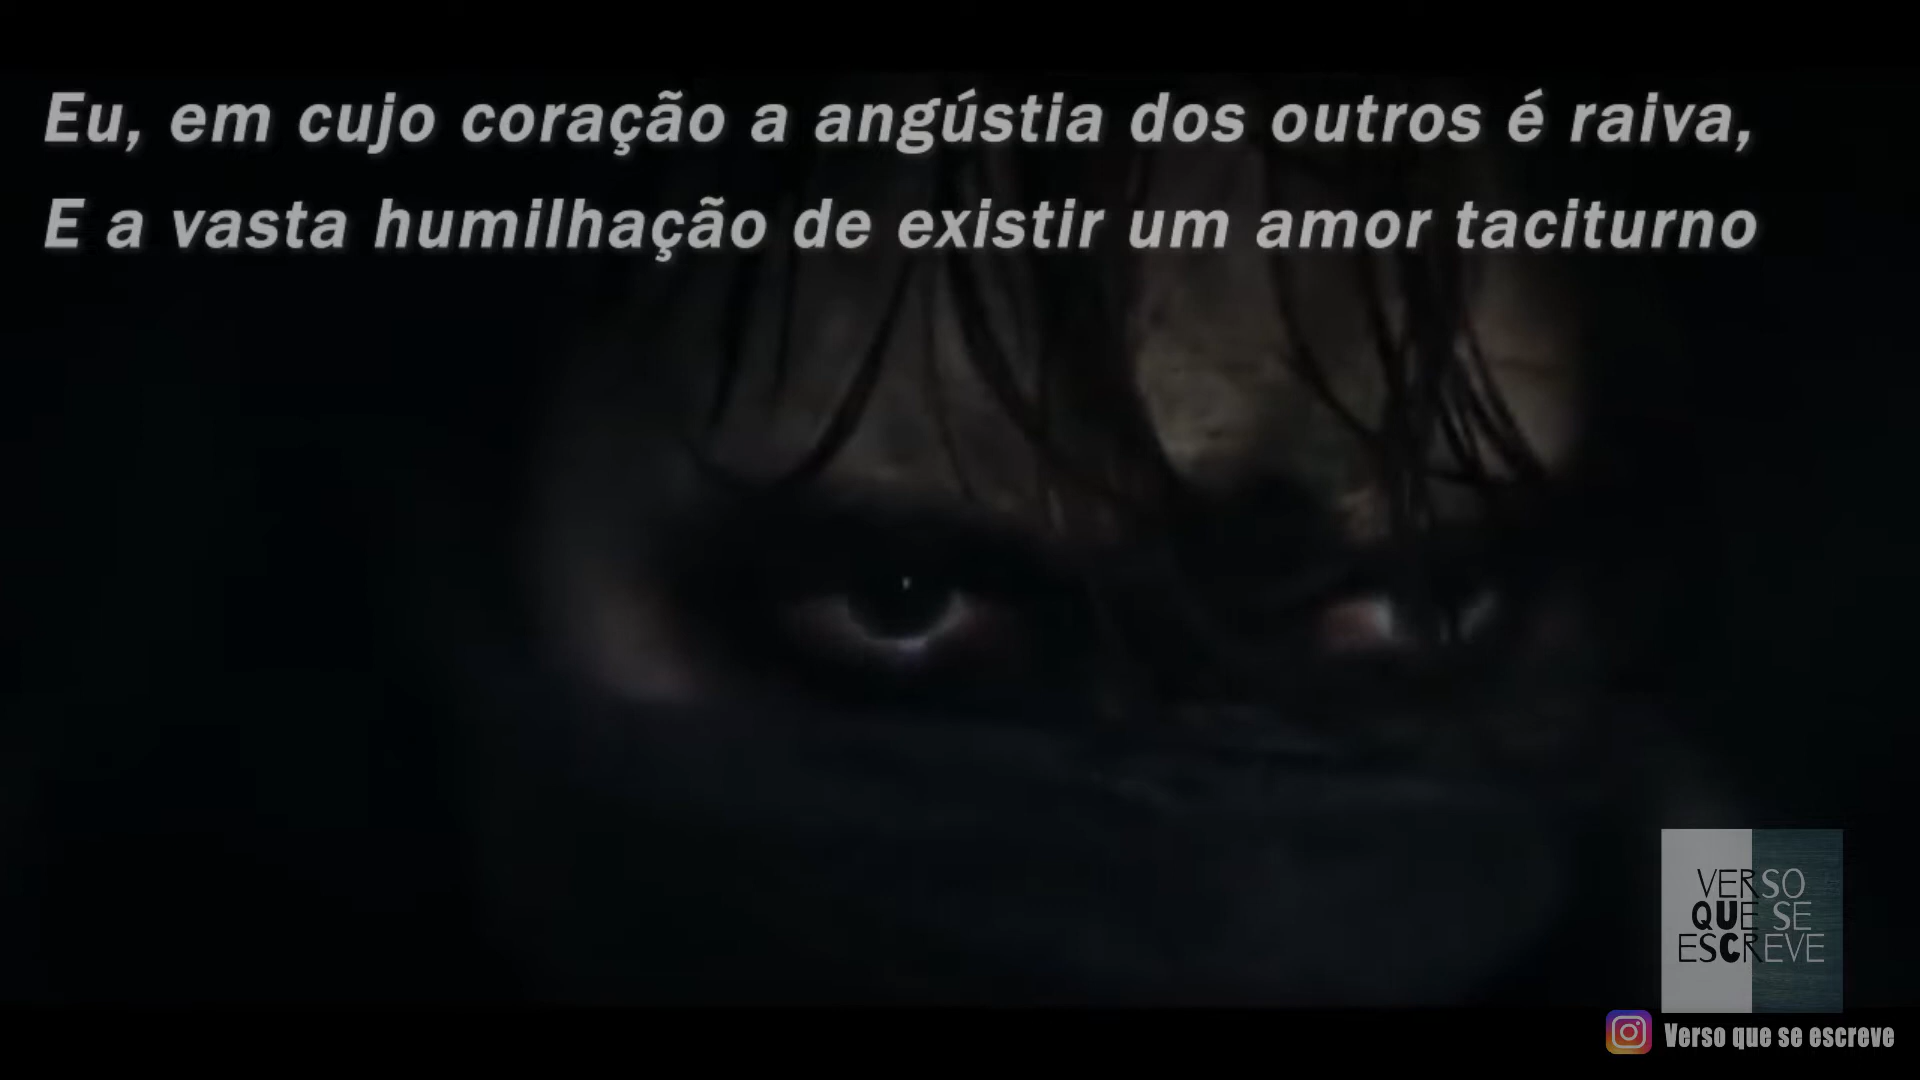 Eu, em cujo coração a angústia dos outros é raiva,
E a vasta humilhação de existir um amor taciturno
VERSO
QUE SE
ESCREVE
Verso que se escreve